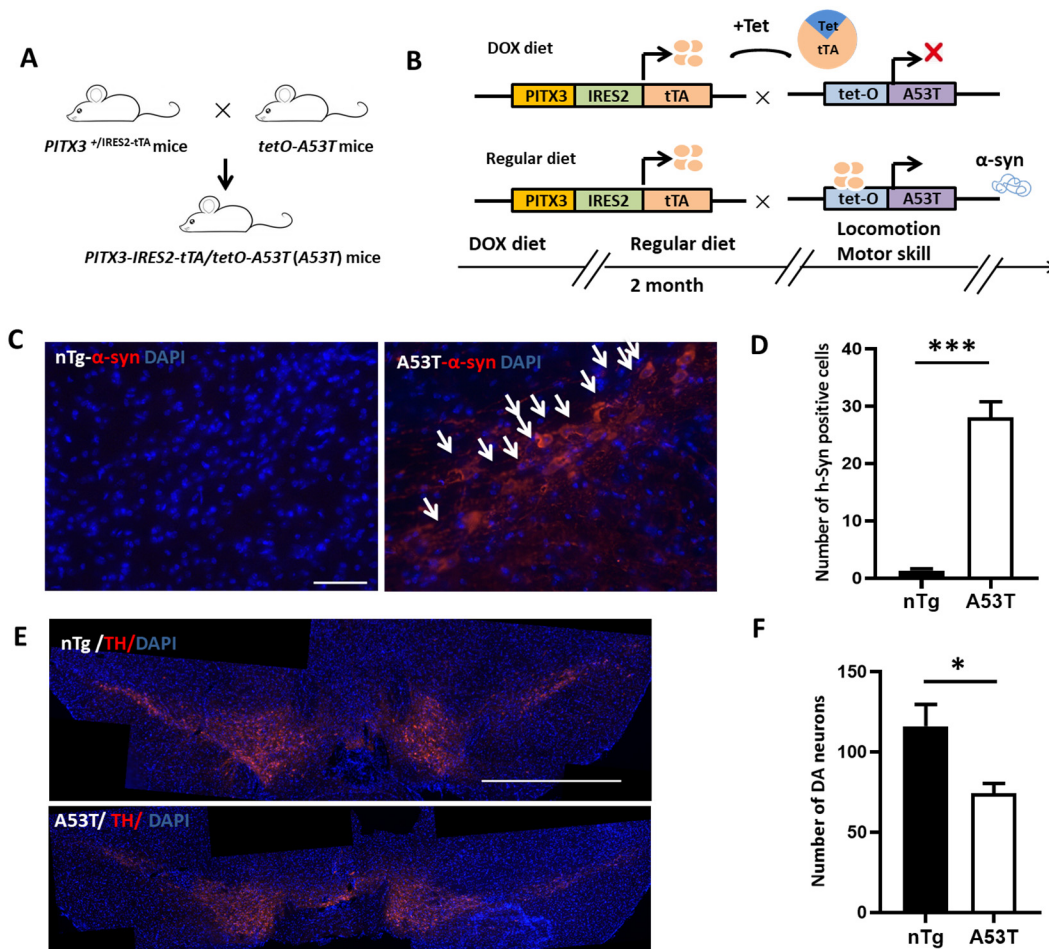 A
PITX3 +/IRES2-tTA mice
×
tetO-A53T mice
PITX3-IRES2-tTA/tetO-A53T (A53T) mice
B
DOX diet
+Tet
Tet
tTA
PITX3 IRES2 tTA × tet-O A53T
Regular diet
α-syn
PITX3 IRES2 tTA × tet-O A53T
DOX diet
Regular diet
2 month
Locomotion
Motor skill
C
nTg-α-syn DAPI
A53T-α-syn DAPI
D
Number of h-Syn positive cells
40
30
20
10
0
***
nTg A53T
E
nTg /TH/DAPI
A53T/ TH/ DAPI
F
Number of DA neurons
150
100
50
0
*
nTg A53T